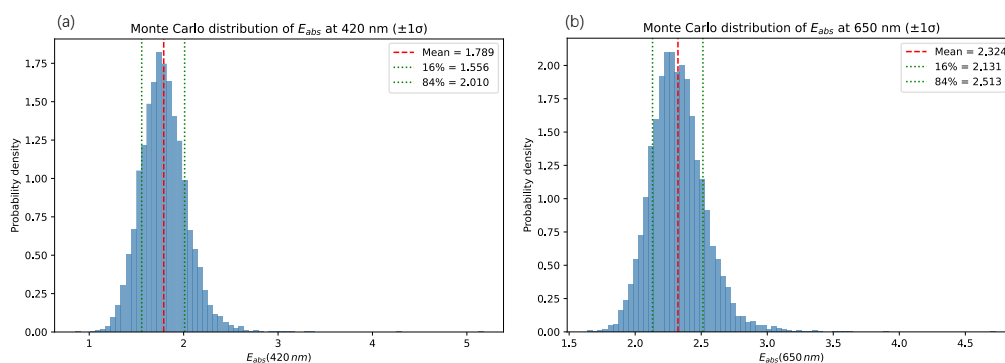 (a)
Monte Carlo distribution of E_abs at 420 nm (±1σ)
Mean = 1.789
16% = 1.556
84% = 2.010
Probability density
1.75
1.50
1.25
1.00
0.75
0.50
0.25
0.00
1
2
3
4
5
E_abs(420 nm)
(b)
Monte Carlo distribution of E_abs at 650 nm (±1σ)
Mean = 2.324
16% = 2.131
84% = 2.513
Probability density
2.00
1.75
1.50
1.25
1.00
0.75
0.50
0.25
0.00
1.5
2.0
2.5
3.0
3.5
4.0
4.5
E_abs(650 nm)